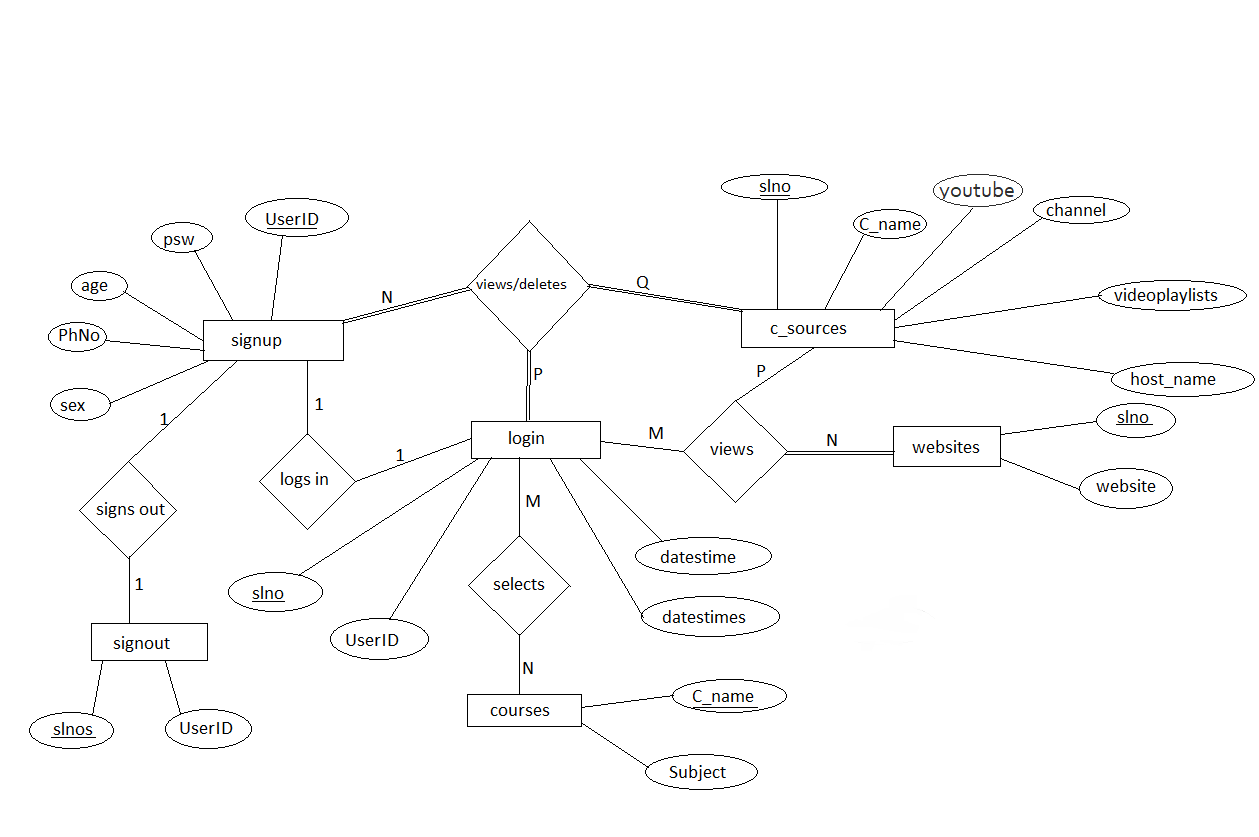 slno
youtube
C_name
channel
UserID
psw
age
views/deletes
N
Q
videoplaylists
PhNo
signup
c_sources
P
P
host_name
sex
1
1
slno
login
M
views
N
websites
1
logs in
website
signs out
M
datestime
1
slno
selects
datestimes
signout
UserID
N
C_name
courses
slnos
UserID
Subject